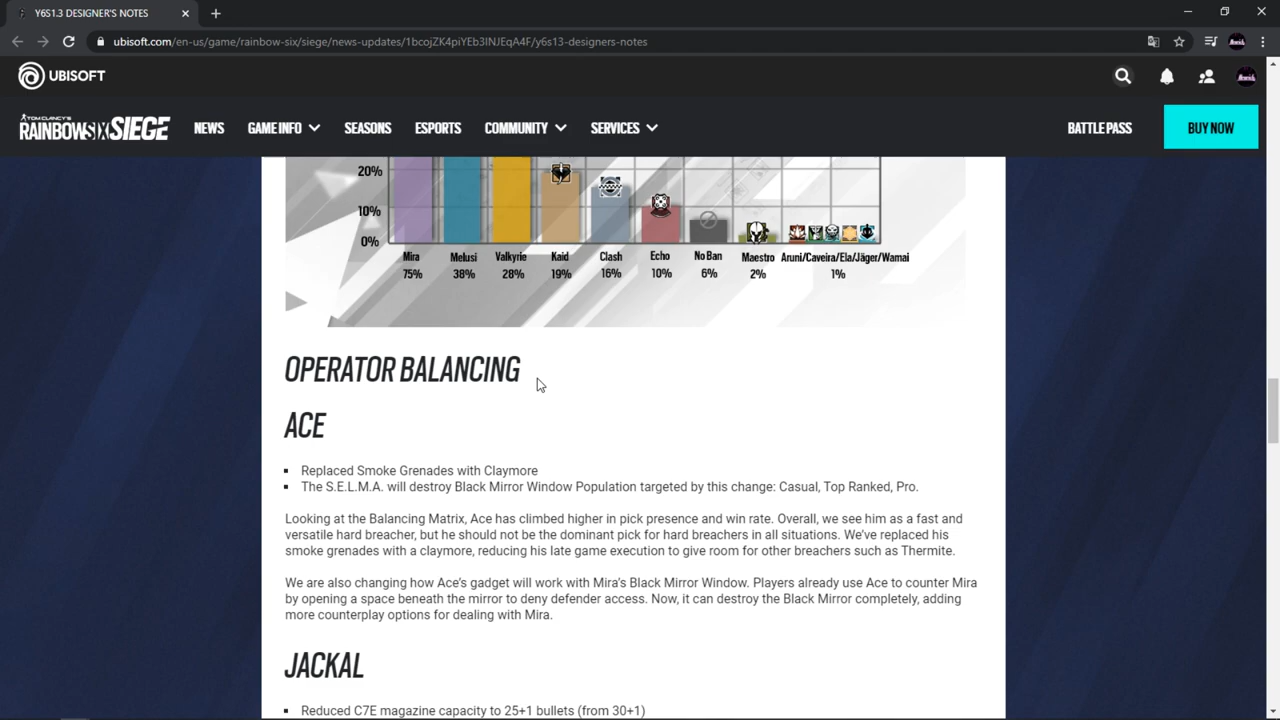 Y6S1.3 DESIGNER'S NOTES
ubisoft.com/en-us/game/rainbow-six/siege/news-updates/1bcojZK4piYEb3INJEqA4F/y6s13-designers-notes
UBISOFT
TOM CLANCY'S
RAINBOWSIX SIEGE
NEWS GAME INFO SEASONS ESPORTS COMMUNITY SERVICES BATTLE PASS BUY NOW
20%
10%
0%
Mira Melusi Valkyrie Kaid Clash Echo No Ban Maestro Aruni/Caveira/Ela/Jäger/Wamai
75% 38% 28% 19% 16% 10% 6% 2% 1%
OPERATOR BALANCING
ACE
▪ Replaced Smoke Grenades with Claymore
▪ The S.E.L.M.A. will destroy Black Mirror Window Population targeted by this change: Casual, Top Ranked, Pro.
Looking at the Balancing Matrix, Ace has climbed higher in pick presence and win rate. Overall, we see him as a fast and
versatile hard breacher, but he should not be the dominant pick for hard breachers in all situations. We've replaced his
smoke grenades with a claymore, reducing his late game execution to give room for other breachers such as Thermite.
We are also changing how Ace's gadget will work with Mira's Black Mirror Window. Players already use Ace to counter Mira
by opening a space beneath the mirror to deny defender access. Now, it can destroy the Black Mirror completely, adding
more counterplay options for dealing with Mira.
JACKAL
▪ Reduced C7E magazine capacity to 25+1 bullets (from 30+1)